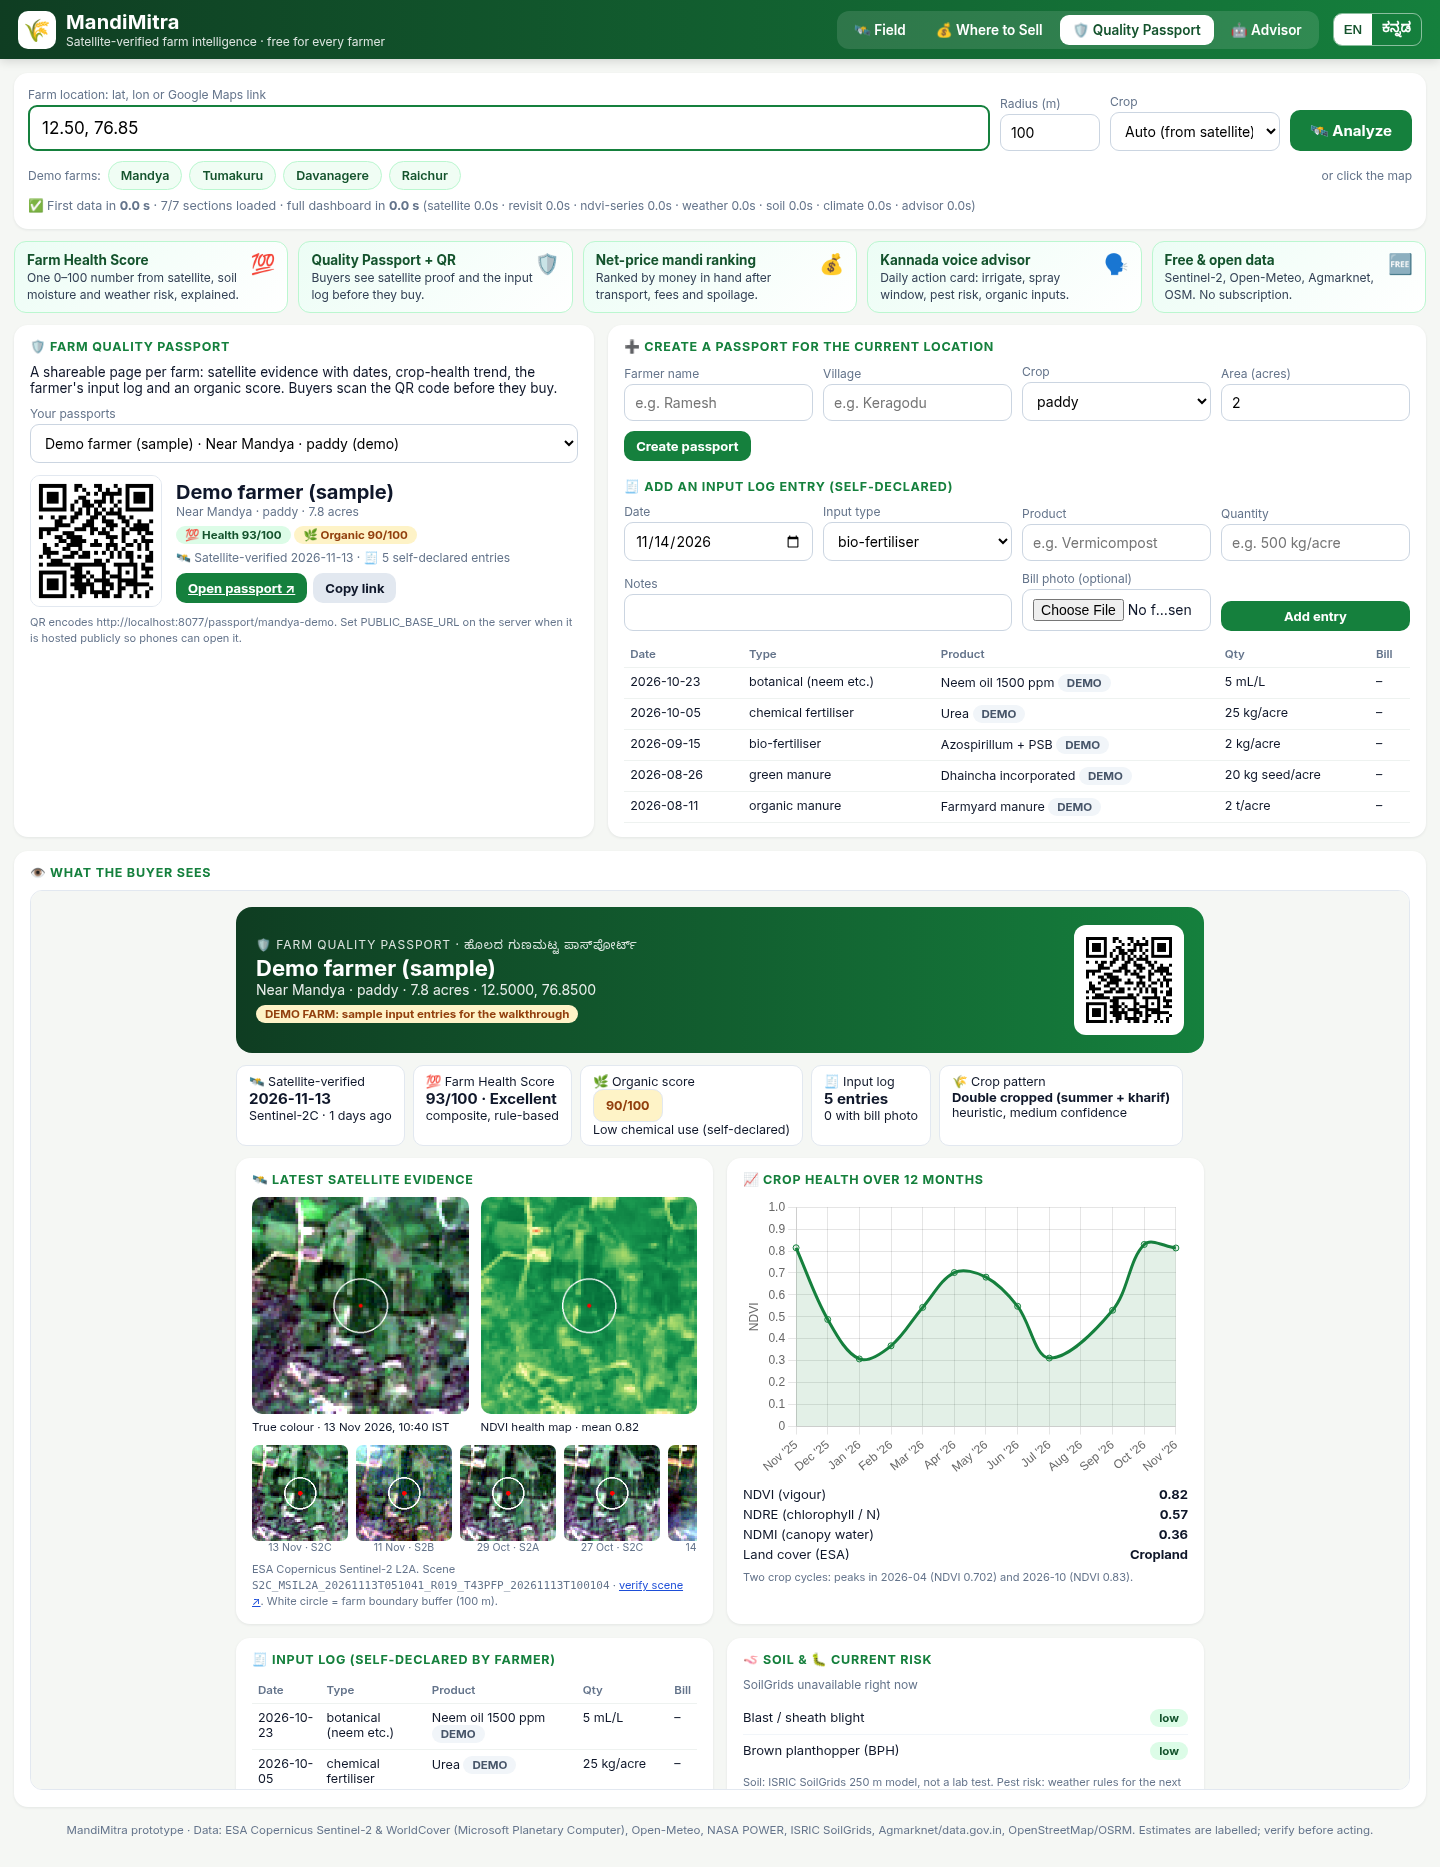 MandiMitra
Satellite-verified farm intelligence · free for every farmer
Field
Where to Sell
Quality Passport
Advisor
EN
ಕನ್ನಡ
Farm location: lat, lon or Google Maps link
12.50, 76.85
Radius (m)
100
Crop
Auto (from satellite)
Analyze
Demo farms:
Mandya
Tumakuru
Davanagere
Raichur
or click the map
First data in 0.0 s · 7/7 sections loaded · full dashboard in 0.0 s (satellite 0.0s · revisit 0.0s · ndvi-series 0.0s · weather 0.0s · soil 0.0s · climate 0.0s · advisor 0.0s)
Farm Health Score
One 0–100 number from satellite, soil
moisture and weather risk, explained.
Quality Passport + QR
Buyers see satellite proof and the input
log before they buy.
Net-price mandi ranking
Ranked by money in hand after
transport, fees and spoilage.
Kannada voice advisor
Daily action card: irrigate, spray
window, pest risk, organic inputs.
Free & open data
Sentinel-2, Open-Meteo, Agmarknet,
OSM. No subscription.
FARM QUALITY PASSPORT
A shareable page per farm: satellite evidence with dates, crop-health trend, the
farmer's input log and an organic score. Buyers scan the QR code before they buy.
Your passports
Demo farmer (sample) · Near Mandya · paddy (demo)
Demo farmer (sample)
Near Mandya · paddy · 7.8 acres
Health 93/100
Organic 90/100
Satellite-verified 2026-11-13 · 5 self-declared entries
Open passport ↗
Copy link
QR encodes http://localhost:8077/passport/mandya-demo. Set PUBLIC_BASE_URL on the server when it
is hosted publicly so phones can open it.
CREATE A PASSPORT FOR THE CURRENT LOCATION
Farmer name
Village
Crop
Area (acres)
e.g. Ramesh
e.g. Keragodu
paddy
2
Create passport
ADD AN INPUT LOG ENTRY (SELF-DECLARED)
Date
Input type
Product
Quantity
11/14/2026
bio-fertiliser
e.g. Vermicompost
e.g. 500 kg/acre
Notes
Bill photo (optional)
Choose File No f...sen
Add entry
Date Type Product Qty Bill
2026-10-23 botanical (neem etc.) Neem oil 1500 ppm DEMO 5 mL/L –
2026-10-05 chemical fertiliser Urea DEMO 25 kg/acre –
2026-09-15 bio-fertiliser Azospirillum + PSB DEMO 2 kg/acre –
2026-08-26 green manure Dhaincha incorporated DEMO 20 kg seed/acre –
2026-08-11 organic manure Farmyard manure DEMO 2 t/acre –
WHAT THE BUYER SEES
FARM QUALITY PASSPORT · ಹೊಲದ ಗುಣಮಟ್ಟ ಪಾಸ್‌ಪೋರ್ಟ್
Demo farmer (sample)
Near Mandya · paddy · 7.8 acres · 12.5000, 76.8500
DEMO FARM: sample input entries for the walkthrough
Satellite-verified
2026-11-13
Sentinel-2C · 1 days ago
Farm Health Score
93/100 · Excellent
composite, rule-based
Organic score
90/100
Low chemical use (self-declared)
Input log
5 entries
0 with bill photo
Crop pattern
Double cropped (summer + kharif)
heuristic, medium confidence
LATEST SATELLITE EVIDENCE
True colour · 13 Nov 2026, 10:40 IST
NDVI health map · mean 0.82
13 Nov · S2C
11 Nov · S2B
29 Oct · S2A
27 Oct · S2C
14
ESA Copernicus Sentinel-2 L2A. Scene
S2C_MSIL2A_20261113T051041_R019_T43PFP_20261113T100104 · verify scene
↗. White circle = farm boundary buffer (100 m).
CROP HEALTH OVER 12 MONTHS
NDVI
1.0
0.9
0.8
0.7
0.6
0.5
0.4
0.3
0.2
0.1
0
Nov '25
Dec '25
Jan '26
Feb '26
Mar '26
Apr '26
May '26
Jun '26
Jul '26
Aug '26
Sep '26
Oct '26
Nov '26
NDVI (vigour) 0.82
NDRE (chlorophyll / N) 0.57
NDMI (canopy water) 0.36
Land cover (ESA) Cropland
Two crop cycles: peaks in 2026-04 (NDVI 0.702) and 2026-10 (NDVI 0.83).
INPUT LOG (SELF-DECLARED BY FARMER)
Date Type Product Qty Bill
2026-10-23 botanical (neem etc.) Neem oil 1500 ppm DEMO 5 mL/L –
2026-10-05 chemical fertiliser Urea DEMO 25 kg/acre –
SOIL & CURRENT RISK
SoilGrids unavailable right now
Blast / sheath blight low
Brown planthopper (BPH) low
Soil: ISRIC SoilGrids 250 m model, not a lab test. Pest risk: weather rules for the next
MandiMitra prototype · Data: ESA Copernicus Sentinel-2 & WorldCover (Microsoft Planetary Computer), Open-Meteo, NASA POWER, ISRIC SoilGrids, Agmarknet/data.gov.in, OpenStreetMap/OSRM. Estimates are labelled; verify before acting.